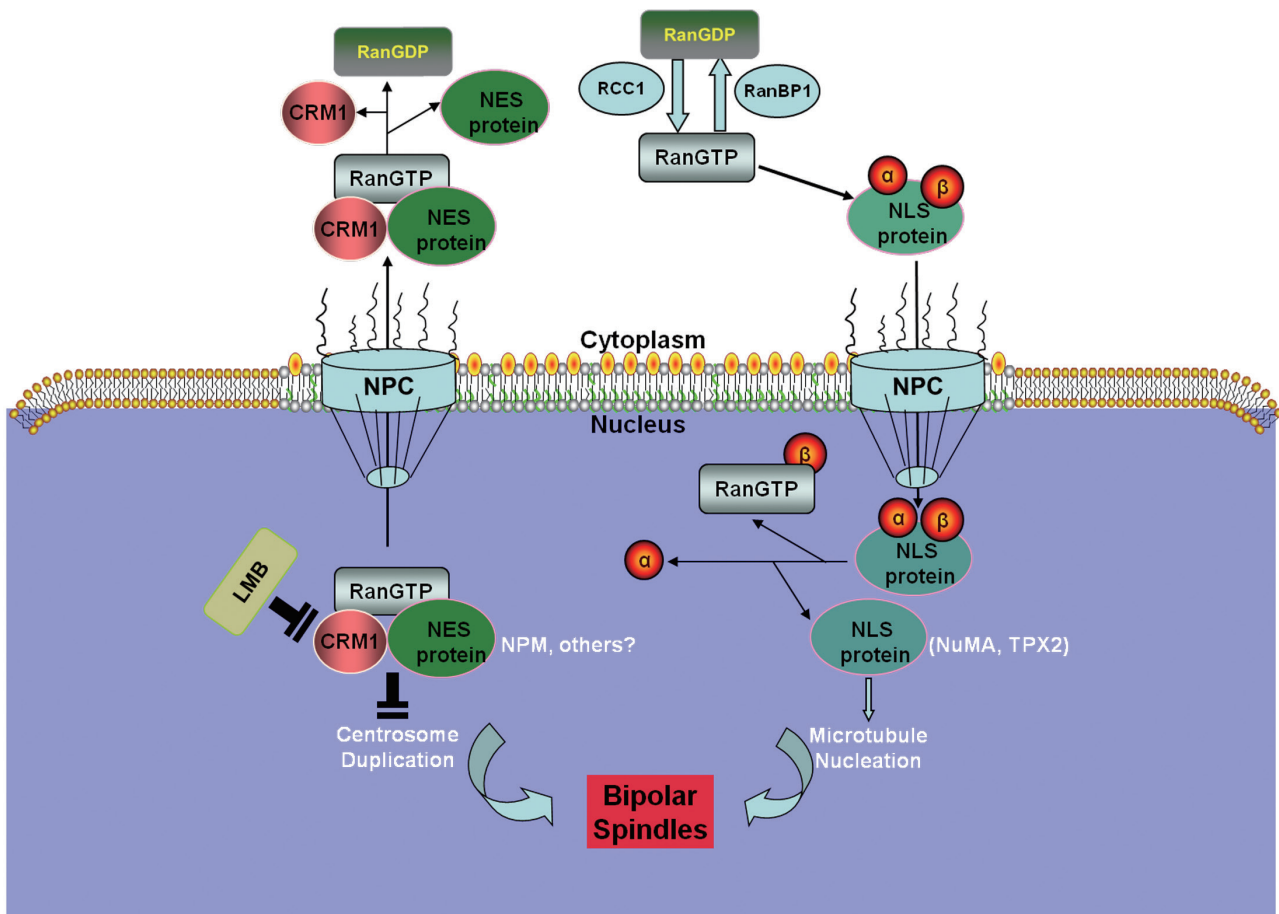 RanGDP
CRM1
NES
protein
RanGTP
CRM1
NES
protein
RanGDP
RCC1
RanBP1
RanGTP
α
β
NLS
protein
Cytoplasm
NPC
NPC
Nucleus
β
RanGTP
α
β
NLS
protein
α
LMB
RanGTP
CRM1
NES
protein
NPM, others?
NLS
protein
(NuMA, TPX2)
Centrosome
Duplication
Microtubule
Nucleation
Bipolar
Spindles